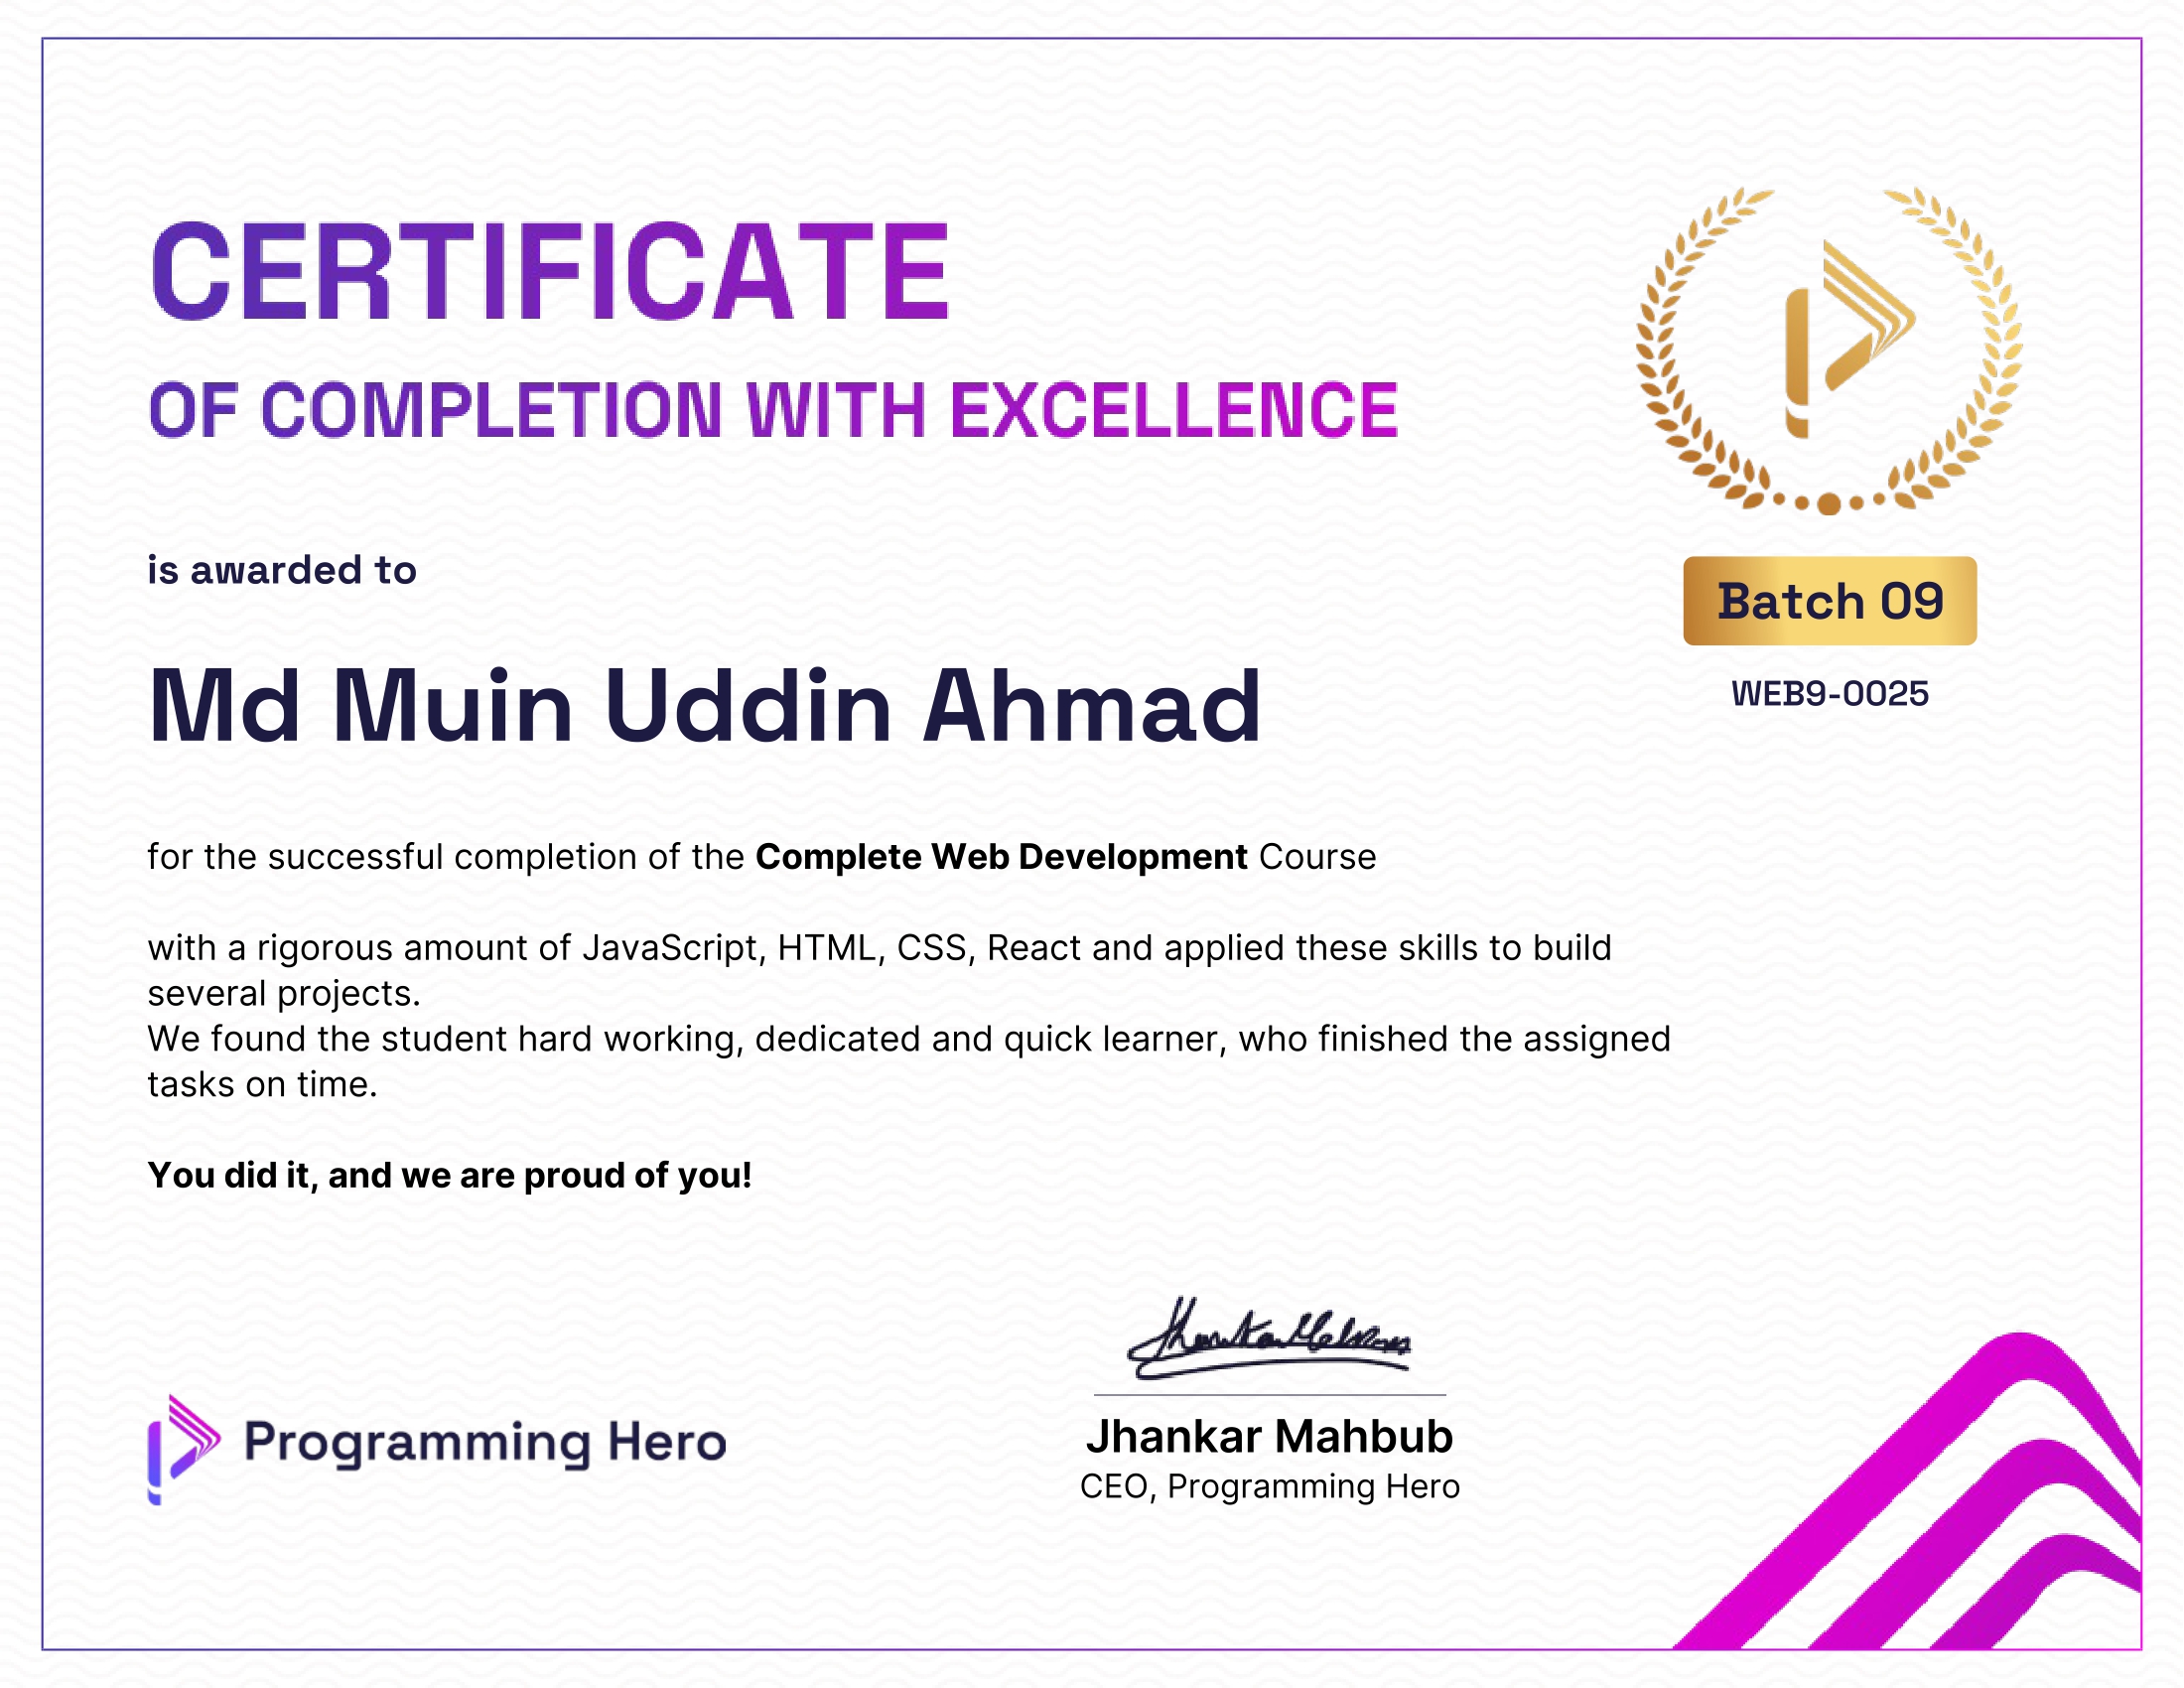 CERTIFICATE
OF COMPLETION WITH EXCELLENCE
is awarded to
Md Muin Uddin Ahmad
Batch 09
WEB9-0025
for the successful completion of the Complete Web Development Course
with a rigorous amount of JavaScript, HTML, CSS, React and applied these skills to build
several projects.
We found the student hard working, dedicated and quick learner, who finished the assigned
tasks on time.
You did it, and we are proud of you!
Programming Hero
Jhankar Mahbub
Jhankar Mahbub
CEO, Programming Hero